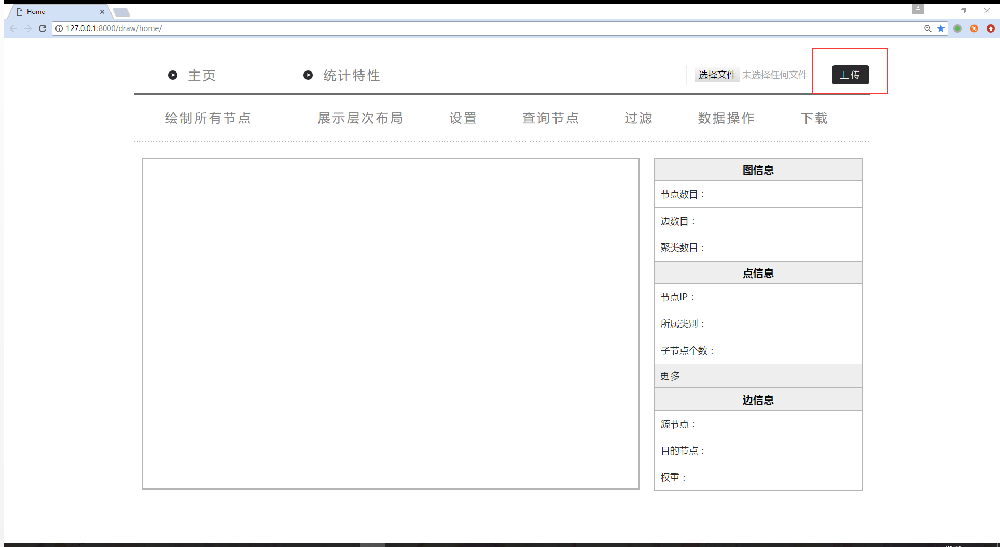 Home
127.0.0.1:8000/draw/home/
主页 统计特性 选择文件 未选择任何文件 上传
绘制所有节点 展示层次布局 设置 查询节点 过滤 数据操作 下载
图信息
节点数目：
边数目：
聚类数目：
点信息
节点IP：
所属类别：
子节点个数：
更多
边信息
源节点：
目的节点：
权重：